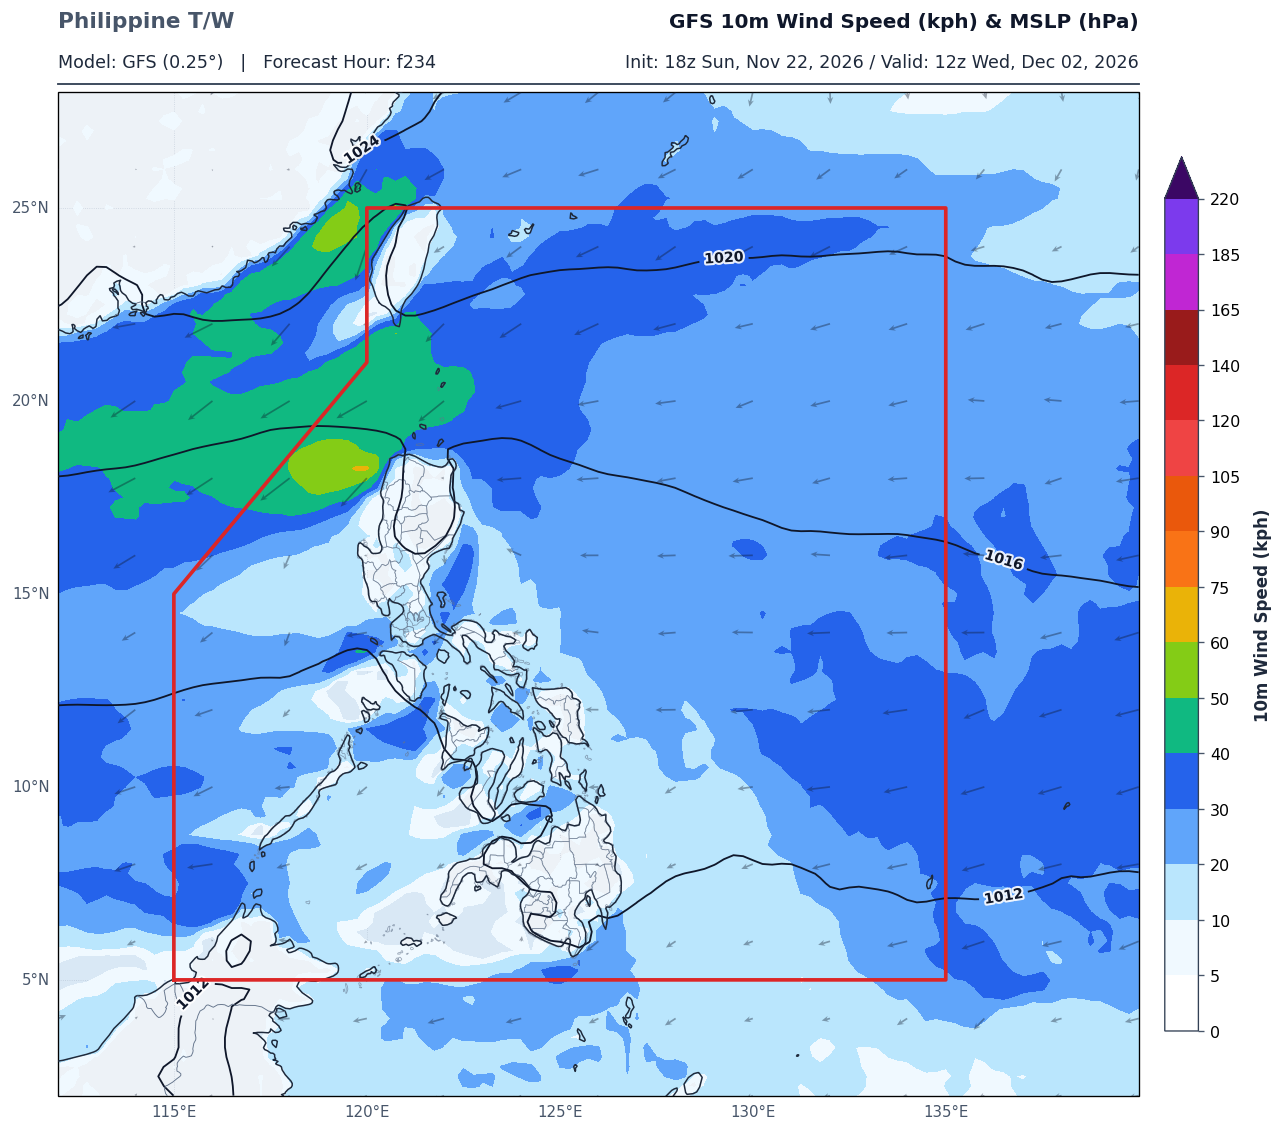 Philippine T/W
GFS 10m Wind Speed (kph) & MSLP (hPa)
Model: GFS (0.25°) | Forecast Hour: f234
Init: 18z Sun, Nov 22, 2026 / Valid: 12z Wed, Dec 02, 2026
1024
1020
1016
1012
1012
25°N
20°N
15°N
10°N
5°N
115°E
120°E
125°E
130°E
135°E
220
185
165
140
120
105
90
75
60
50
40
30
20
10
5
0
10m Wind Speed (kph)